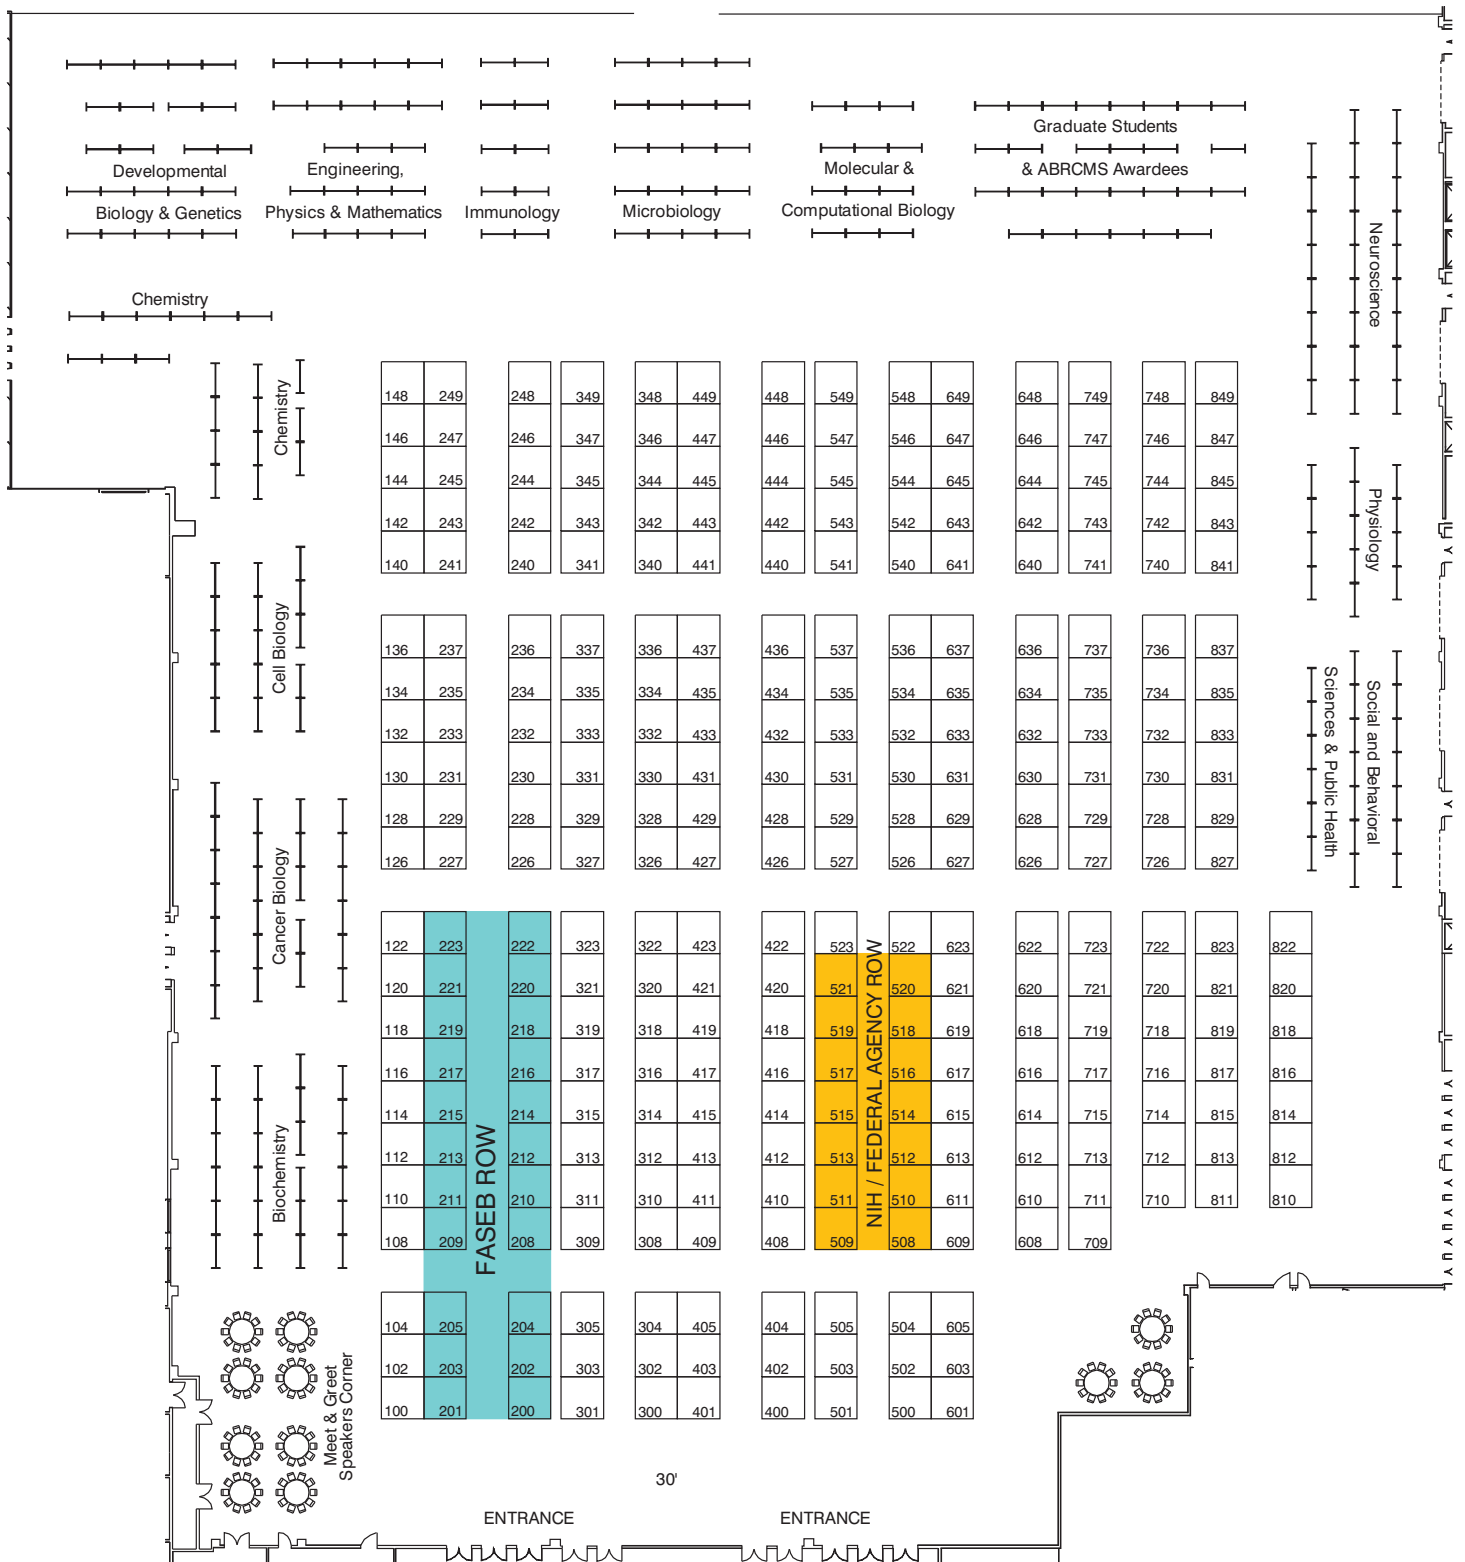 Graduate Students
Developmental
Engineering,
Molecular &
& ABRCMS Awardees
Biology & Genetics
Physics & Mathematics
Immunology
Microbiology
Computational Biology
Neuroscience
Chemistry
Chemistry
148 249 248 349 348 449 448 549 548 649 648 749 748 849
146 247 246 347 346 447 446 547 546 647 646 747 746 847
144 245 244 345 344 445 444 545 544 645 644 745 744 845
142 243 242 343 342 443 442 543 542 643 642 743 742 843
140 241 240 341 340 441 440 541 540 641 640 741 740 841
Physiology
Cell Biology
136 237 236 337 336 437 436 537 536 637 636 737 736 837
134 235 234 335 334 435 434 535 534 635 634 735 734 835
132 233 232 333 332 433 432 533 532 633 632 733 732 833
130 231 230 331 330 431 430 531 530 631 630 731 730 831
128 229 228 329 328 429 428 529 528 629 628 729 728 829
126 227 226 327 326 427 426 527 526 627 626 727 726 827
Social and Behavioral
Sciences & Public Health
Cancer Biology
122 223 222 323 322 423 422 523 522 623 622 723 722 823 822
120 221 220 321 320 421 420 521 520 621 620 721 720 821 820
118 219 218 319 318 419 418 519 518 619 618 719 718 819 818
116 217 216 317 316 417 416 517 516 617 616 717 716 817 816
114 215 214 315 314 415 414 515 514 615 614 715 714 815 814
112 213 212 313 312 413 412 513 512 613 612 713 712 813 812
110 211 210 311 310 411 410 511 510 611 610 711 710 811 810
108 209 208 309 308 409 408 509 508 609 608 709
Biochemistry
FASEB ROW
NIH / FEDERAL AGENCY ROW
104 205 204 305 304 405 404 505 504 605
102 203 202 303 302 403 402 503 502 603
100 201 200 301 300 401 400 501 500 601
Meet & Greet
Speakers Corner
30'
ENTRANCE
ENTRANCE